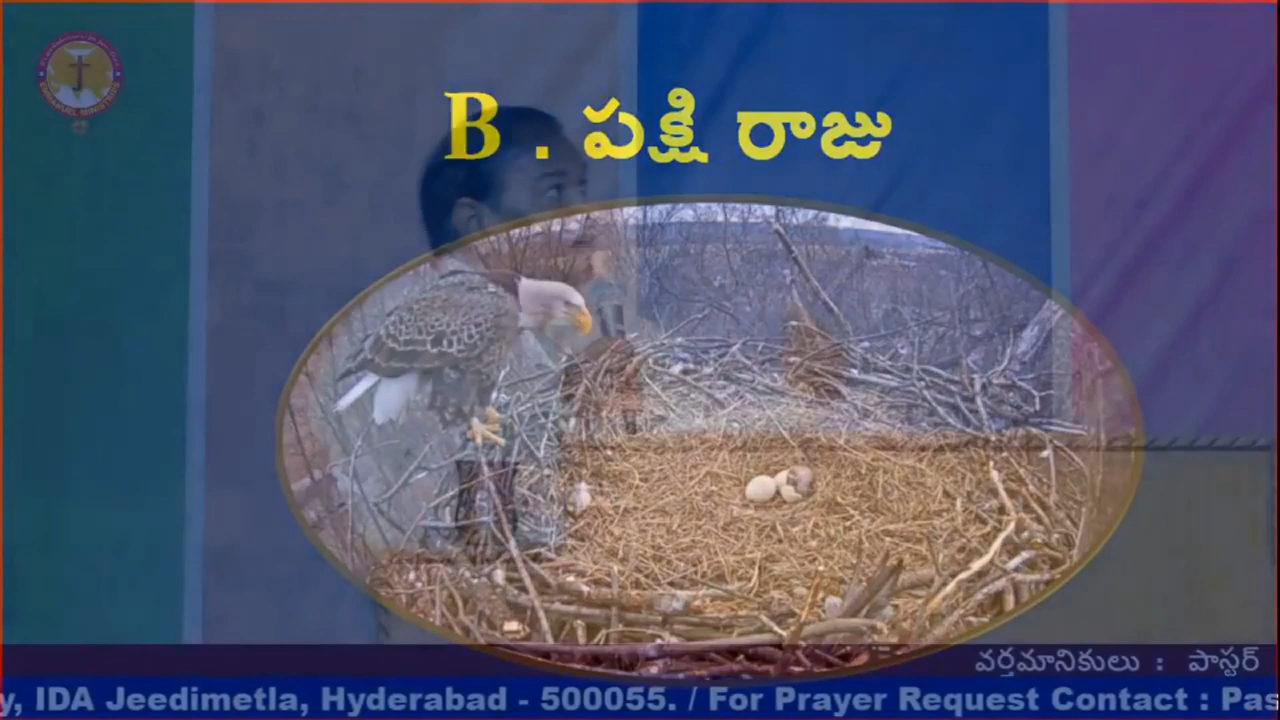 B . పక్షి రాజు
వర్తమానికులు : పాస్టర్
y, IDA Jeedimetla, Hyderabad - 500055. / For Prayer Request Contact : Pas